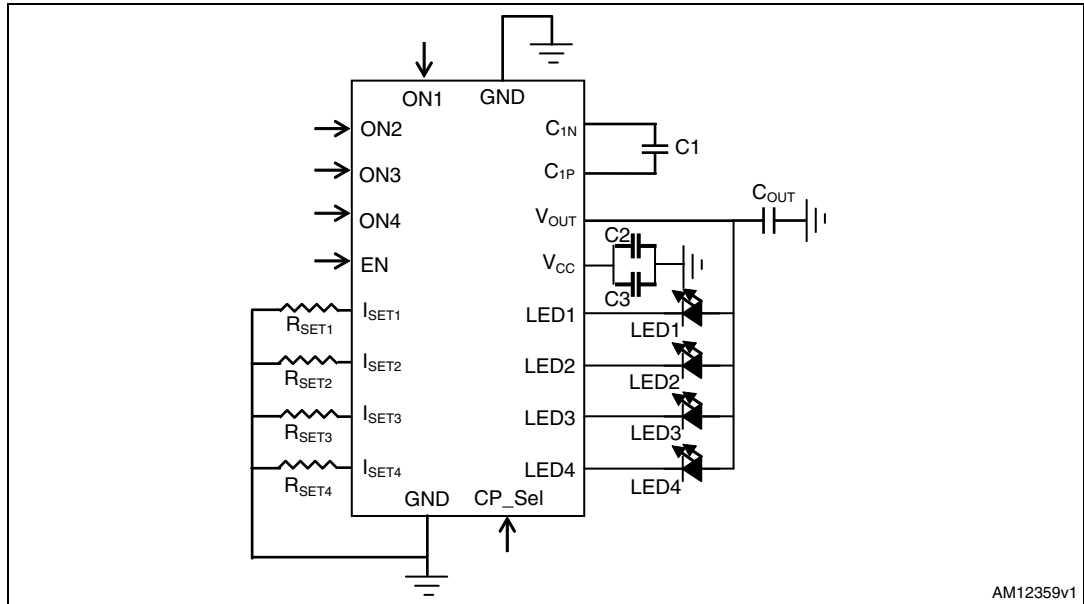 ON1
GND
ON2
C1N
C1
ON3
C1P
COUT
ON4
VOUT
C2
EN
VCC
C3
RSET1
ISET1
LED1
LED1
RSET2
ISET2
LED2
LED2
RSET3
ISET3
LED3
LED3
RSET4
ISET4
LED4
LED4
GND
CP_Sel
AM12359v1